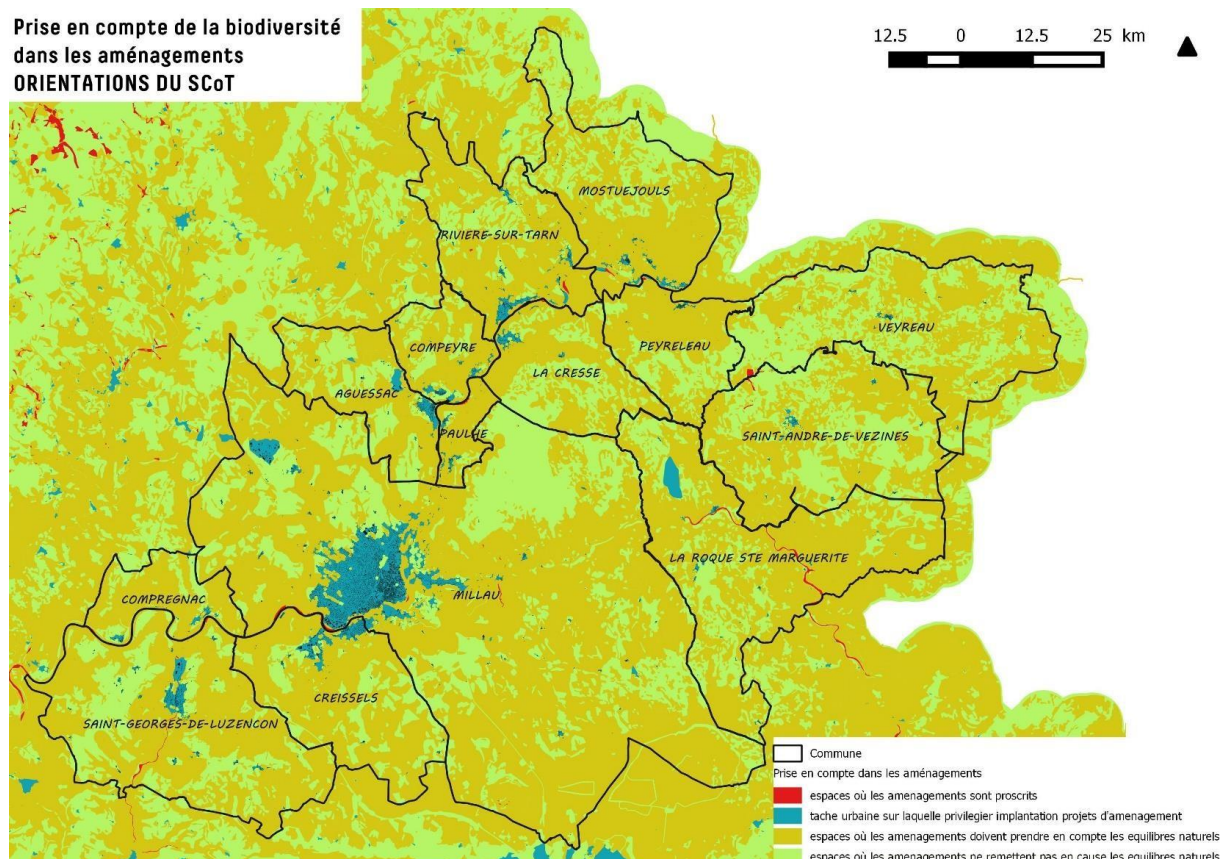 Prise en compte de la biodiversité
dans les aménagements
ORIENTATIONS DU SCoT
12.5 0 12.5 25 km
MOSTUEJOULS
RIVIERE-SUR-TARN
VEYREAU
COMPEYRE
PEYRELEAU
LA CRESSE
AGUESSAC
PAULHE
SAINT-ANDRE-DE-VEZINES
LA ROQUE STE MARGUERITE
MILLAU
COMPREGNAC
CREISSELS
SAINT-GEORGES-DE-LUZENCON
Commune
Prise en compte dans les aménagements
espaces où les amenagements sont proscrits
tache urbaine sur laquelle privilegier implantation projets d'amenagement
espaces où les amenagements doivent prendre en compte les equilibres naturels
espaces où les amenagements ne remettent pas en cause les equilibres naturels